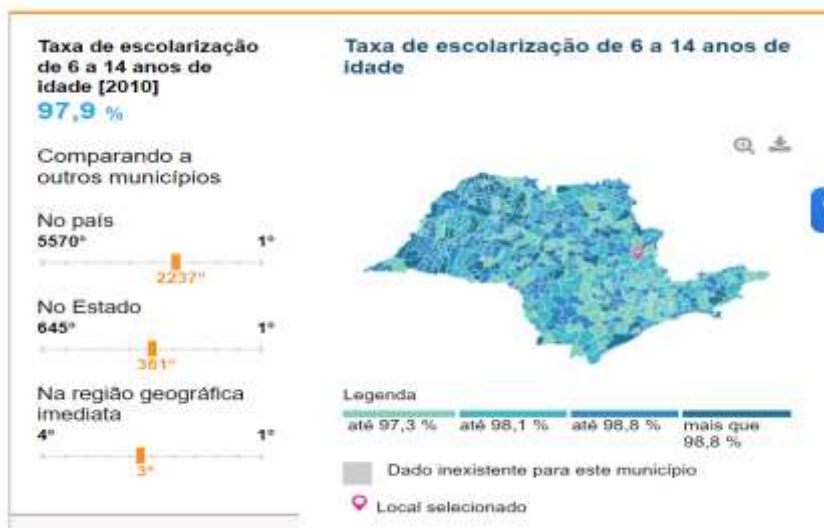 Taxa de escolarização
de 6 a 14 anos de
idade [2010]
97,9 %
Comparando a
outros municípios
No país
5570º 1º
2237º
No Estado
645º 1º
361º
Na região geográfica
imediata
4º 1º
3º
Taxa de escolarização de 6 a 14 anos de
idade
Legenda
até 97,3 % até 98,1 % até 98,8 % mais que
98,8 %
Dado inexistente para este município
Local selecionado